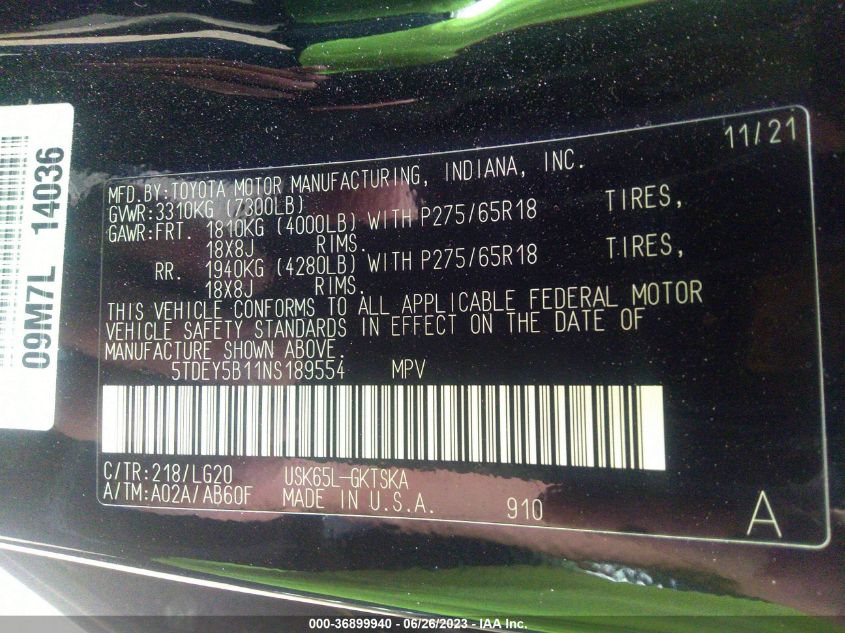 11/21
MFD.BY:TOYOTA MOTOR MANUFACTURING, INDIANA, INC.
GVWR:3310KG (7300LB)
GAWR:FRT. 1810KG (4000LB) WITH P275/65R18 TIRES,
18X8J RIMS.
RR. 1940KG (4280LB) WITH P275/65R18 TIRES,
18X8J RIMS.
THIS VEHICLE CONFORMS TO ALL APPLICABLE FEDERAL MOTOR
VEHICLE SAFETY STANDARDS IN EFFECT ON THE DATE OF
MANUFACTURE SHOWN ABOVE.
5TDEY5B11NS189554 MPV
C/TR:218/LG20 USK65L-GKTSKA
A/TM:A02A/AB60F MADE IN U.S.A. 910 A
09M7L 14036
000-36899940 - 06/26/2023 - IAA Inc.